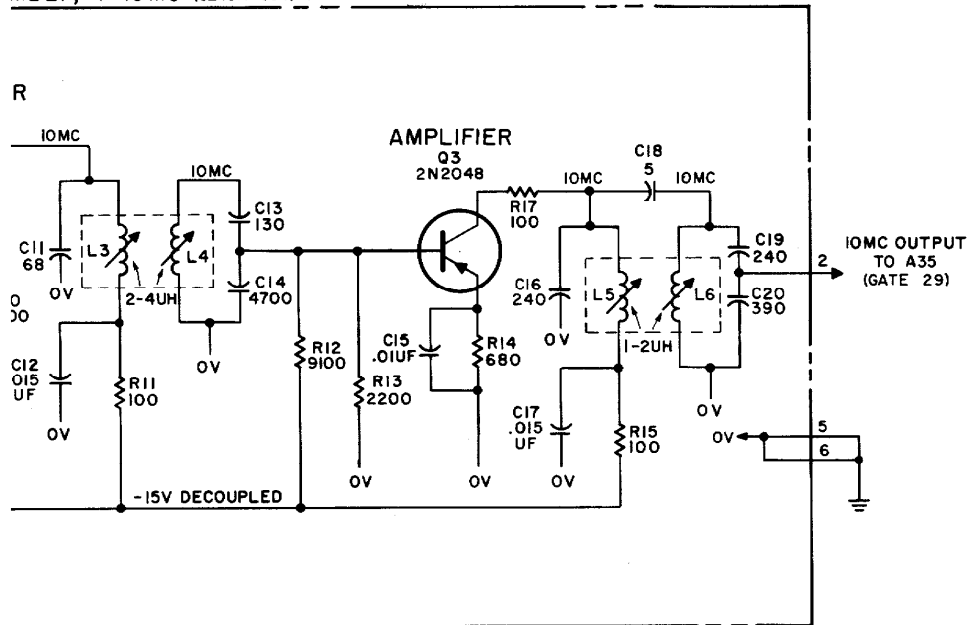 R
10MC
10MC
C11
68
L3
L4
C13
130
C14
4700
2-4UH
0V
0V
C12
.015
UF
0V
R11
100
-15V DECOUPLED
R12
9100
R13
2200
0V
AMPLIFIER
Q3
2N2048
C15
.01UF
R14
680
0V
R17
100
10MC
C18
5
10MC
C16
240
0V
L5
L6
1-2UH
C19
240
C20
390
0V
C17
.015
UF
0V
R15
100
2
10MC OUTPUT
TO A35
(GATE 29)
0V
5
6